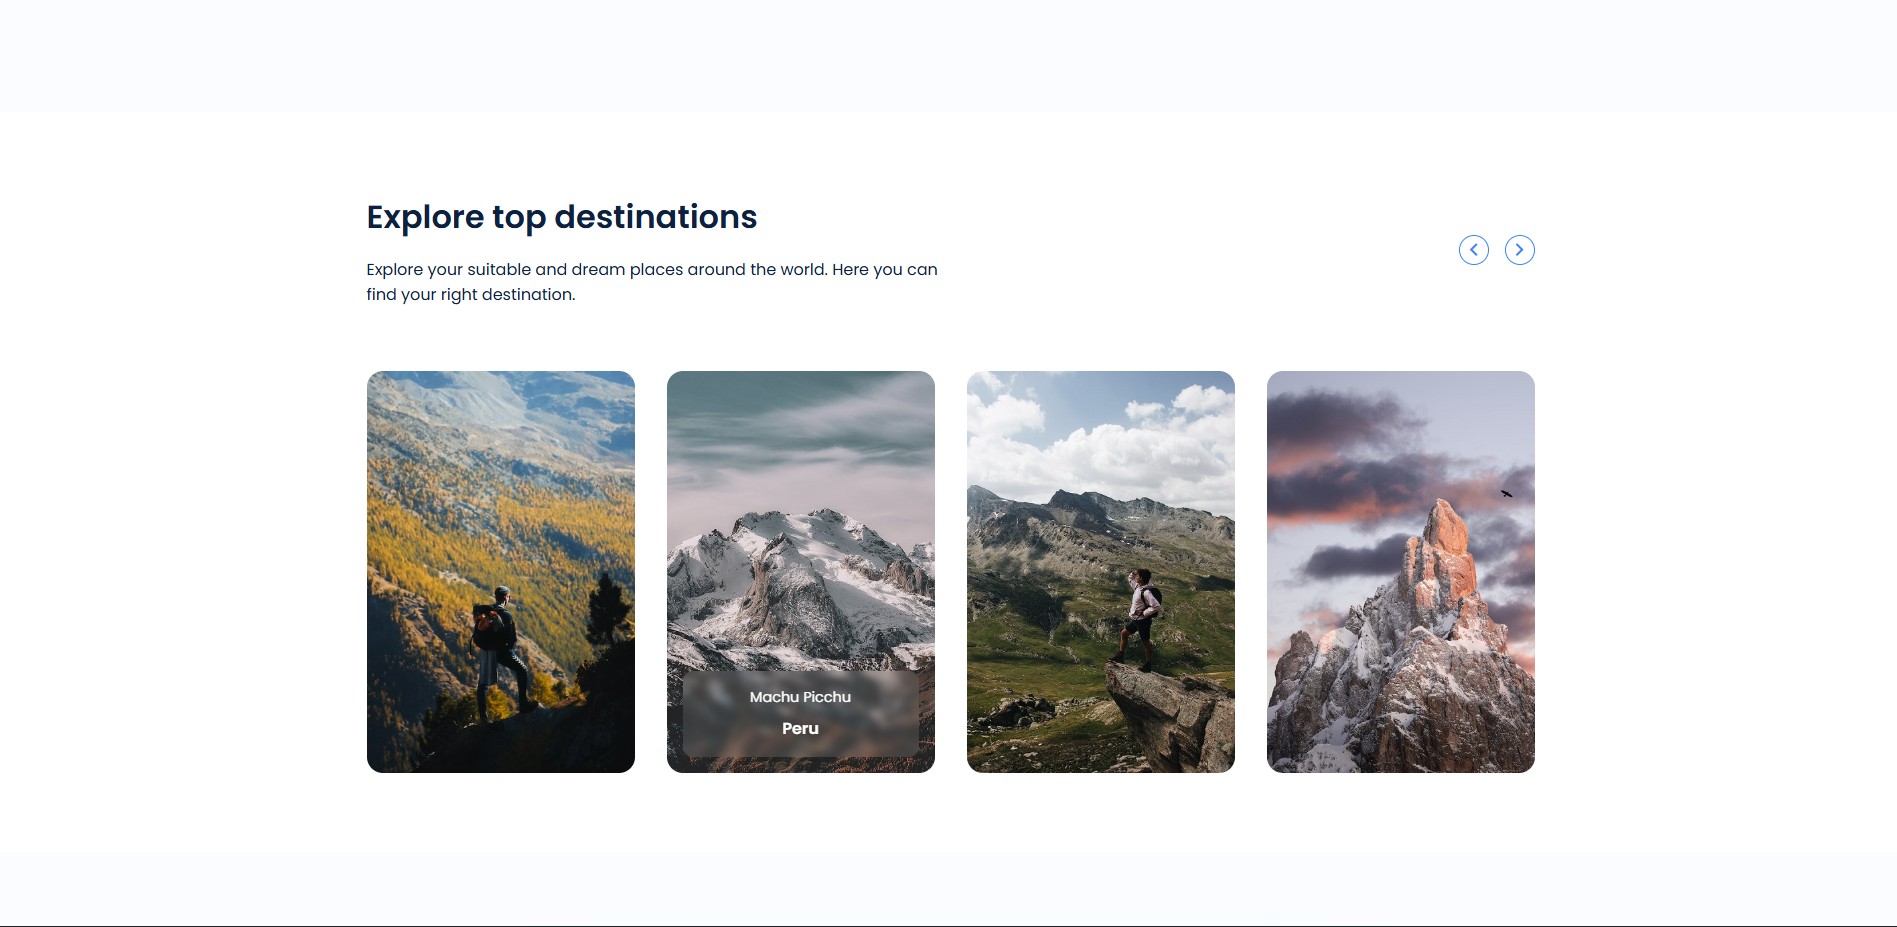 Explore top destinations
Explore your suitable and dream places around the world. Here you can
find your right destination.
Machu Picchu
Peru